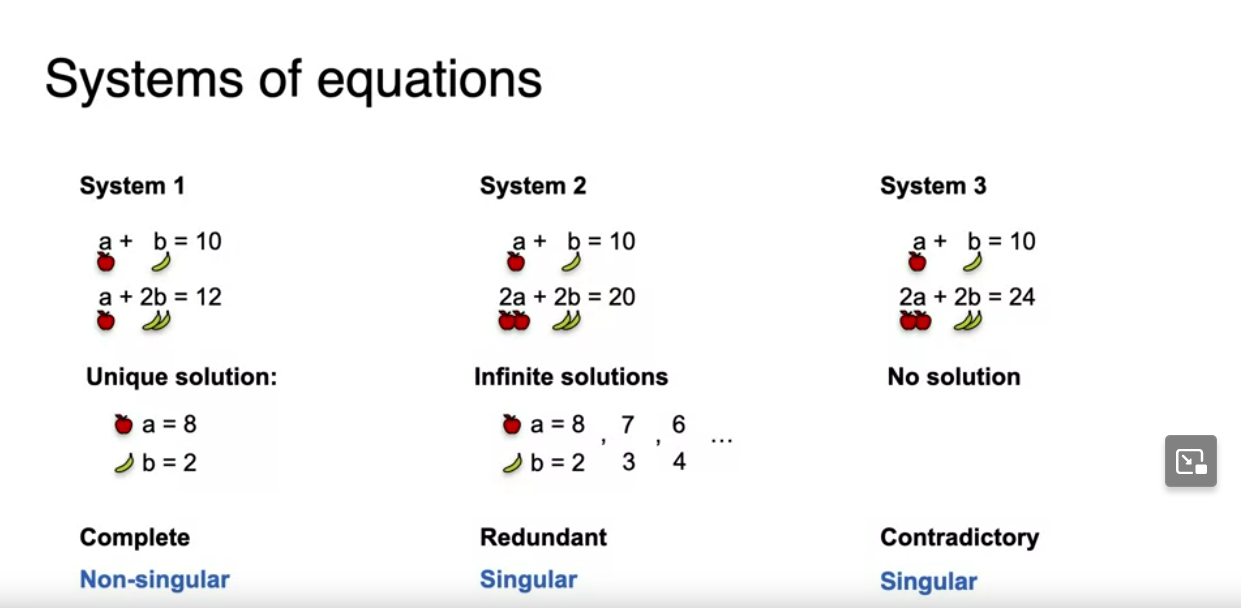 Systems of equations
System 1
a + b = 10
a + 2b = 12
Unique solution:
a = 8
b = 2
Complete
Non-singular
System 2
a + b = 10
2a + 2b = 20
Infinite solutions
a = 8 , 7 , 6 ...
b = 2 3 4
Redundant
Singular
System 3
a + b = 10
2a + 2b = 24
No solution
Contradictory
Singular